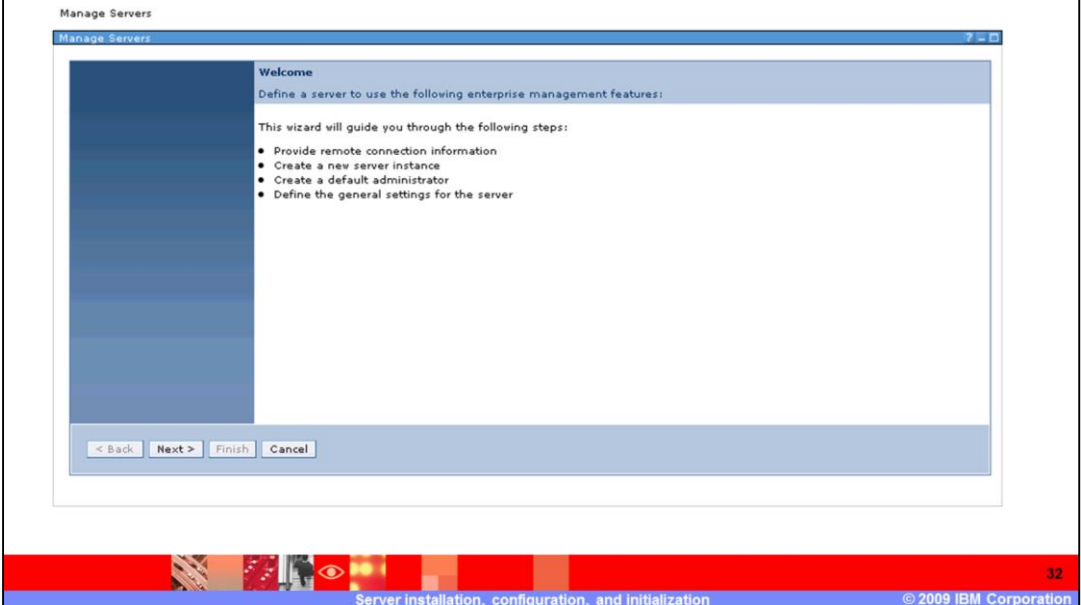 Manage Servers
Manage Servers
? – □
Welcome
Define a server to use the following enterprise management features:
This wizard will guide you through the following steps:
● Provide remote connection information
● Create a new server instance
● Create a default administrator
● Define the general settings for the server
< Back Next > Finish Cancel
32
Server installation, configuration, and initialization © 2009 IBM Corporation